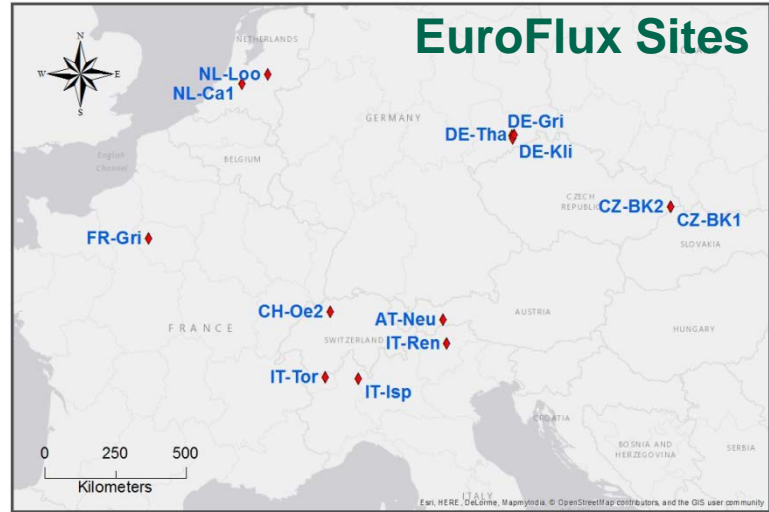 EuroFlux Sites
N
W
E
S
NETHERLANDS
NL-Loo
NL-Ca1
GERMANY
DE-Gri
DE-Tha
DE-Kli
English
Channel
BELGIUM
CZECH
REPUBLIC
CZ-BK2
CZ-BK1
SLOVAKIA
FR-Gri
CH-Oe2
AT-Neu
AUSTRIA
FRANCE
SWITZERLAND
IT-Ren
HUNGARY
IT-Tor
IT-Isp
CROATIA
BOSNIA AND
HERZEGOVINA
SERBIA
0 250 500
Kilometers
ITALY
Esri, HERE, DeLorme, MapmyIndia, © OpenStreetMap contributors, and the GIS user community